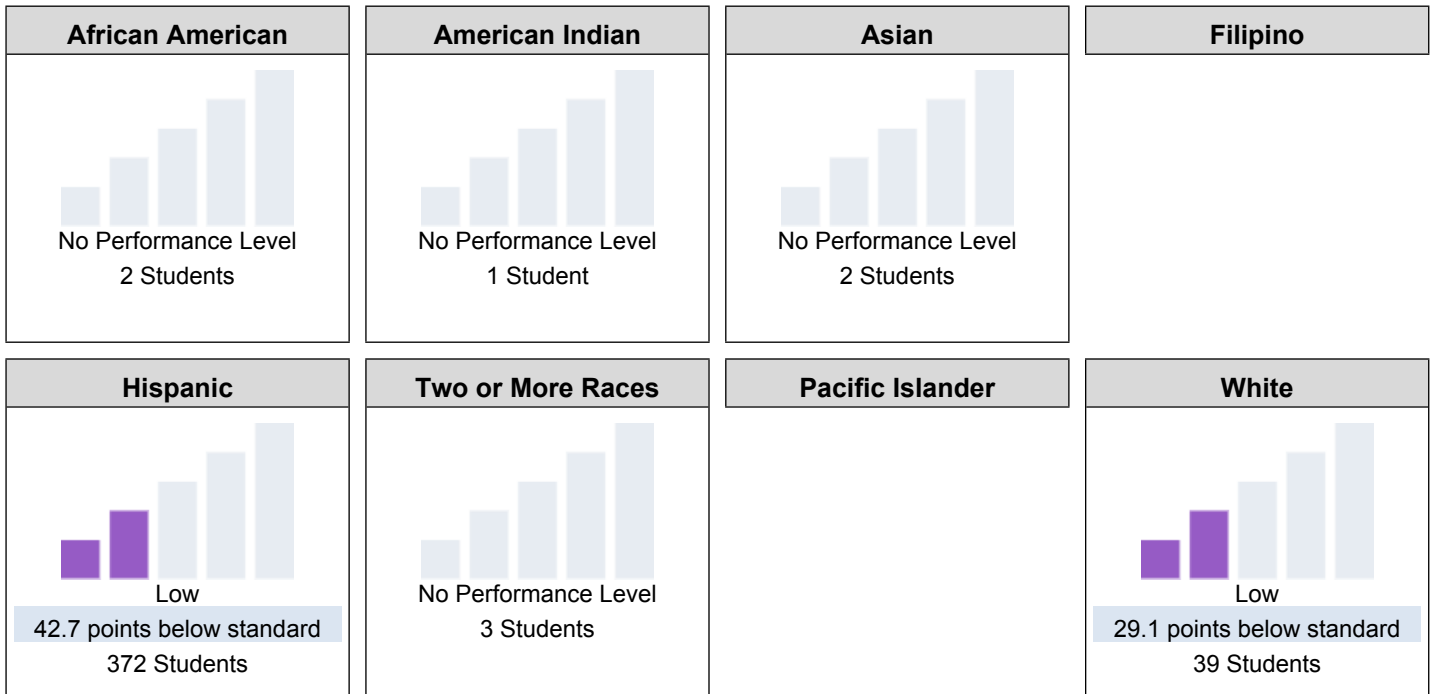 African American
No Performance Level
2 Students
American Indian
No Performance Level
1 Student
Asian
No Performance Level
2 Students
Filipino
Hispanic
Low
42.7 points below standard
372 Students
Two or More Races
No Performance Level
3 Students
Pacific Islander
White
Low
29.1 points below standard
39 Students